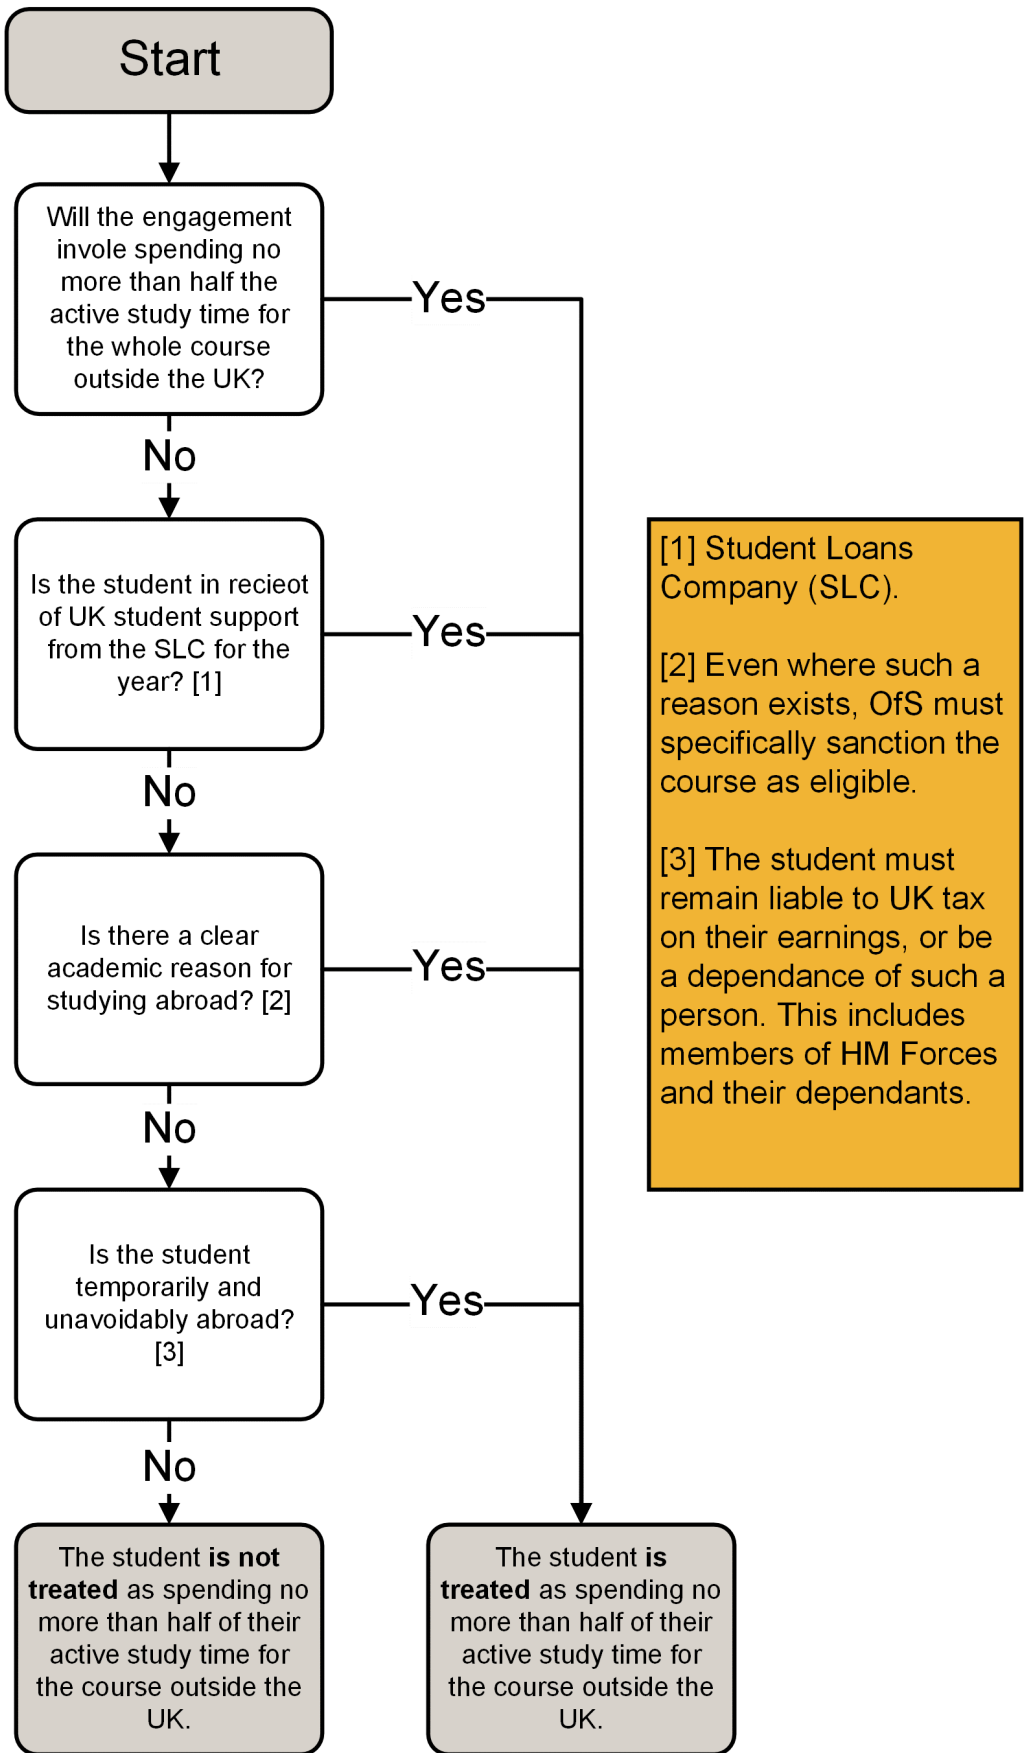 Start
Will the engagement
invole spending no
more than half the
active study time for
the whole course
outside the UK?
Yes
No
Is the student in recieot
of UK student support
from the SLC for the
year? [1]
Yes
No
Is there a clear
academic reason for
studying abroad? [2]
Yes
No
Is the student
temporarily and
unavoidably abroad?
[3]
Yes
No
The student is not
treated as spending no
more than half of their
active study time for
the course outside the
UK.
The student is
treated as spending no
more than half of their
active study time for
the course outside the
UK.
[1] Student Loans
Company (SLC).
[2] Even where such a
reason exists, OfS must
specifically sanction the
course as eligible.
[3] The student must
remain liable to UK tax
on their earnings, or be
a dependance of such a
person. This includes
members of HM Forces
and their dependants.